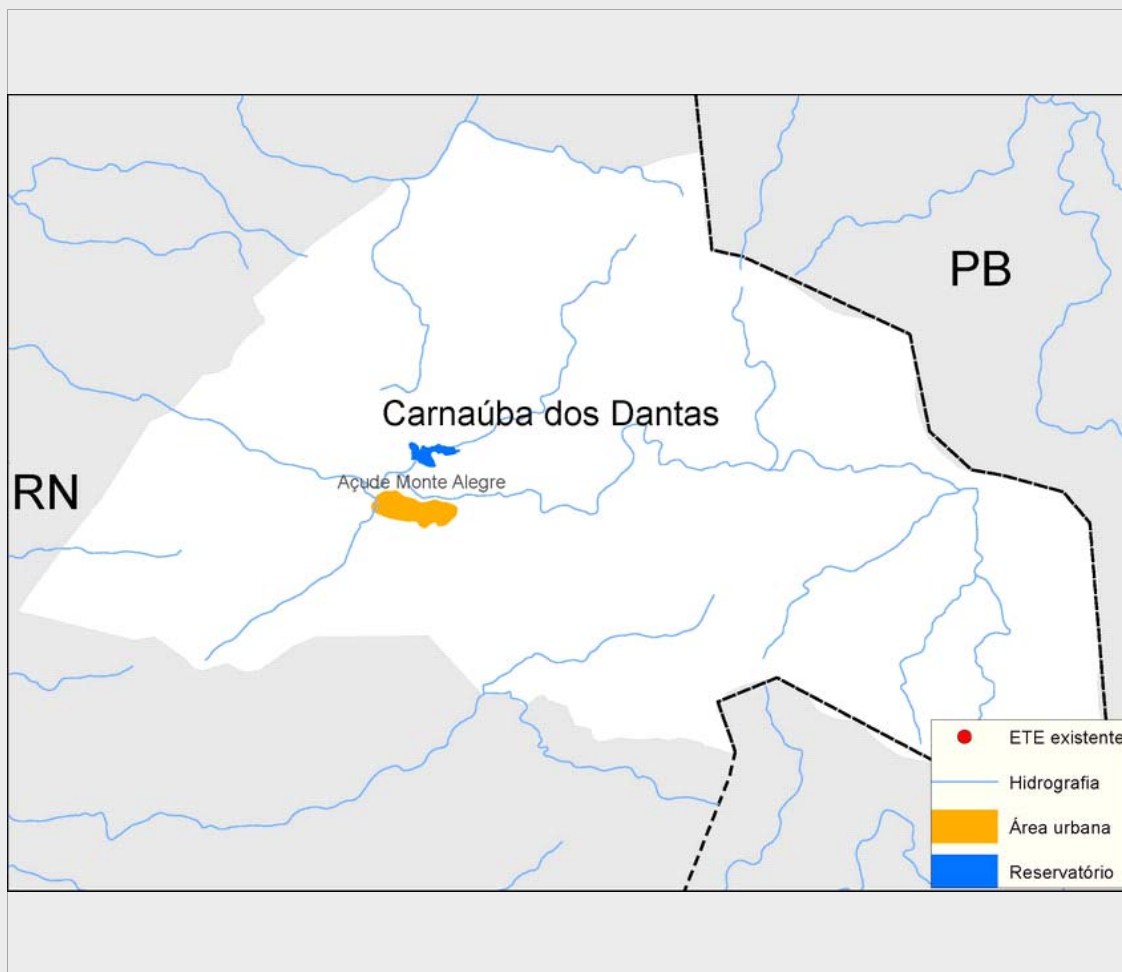 PB
Carnaúba dos Dantas
RN
Açude Monte Alegre
ETE existente
Hidrografia
Área urbana
Reservatório